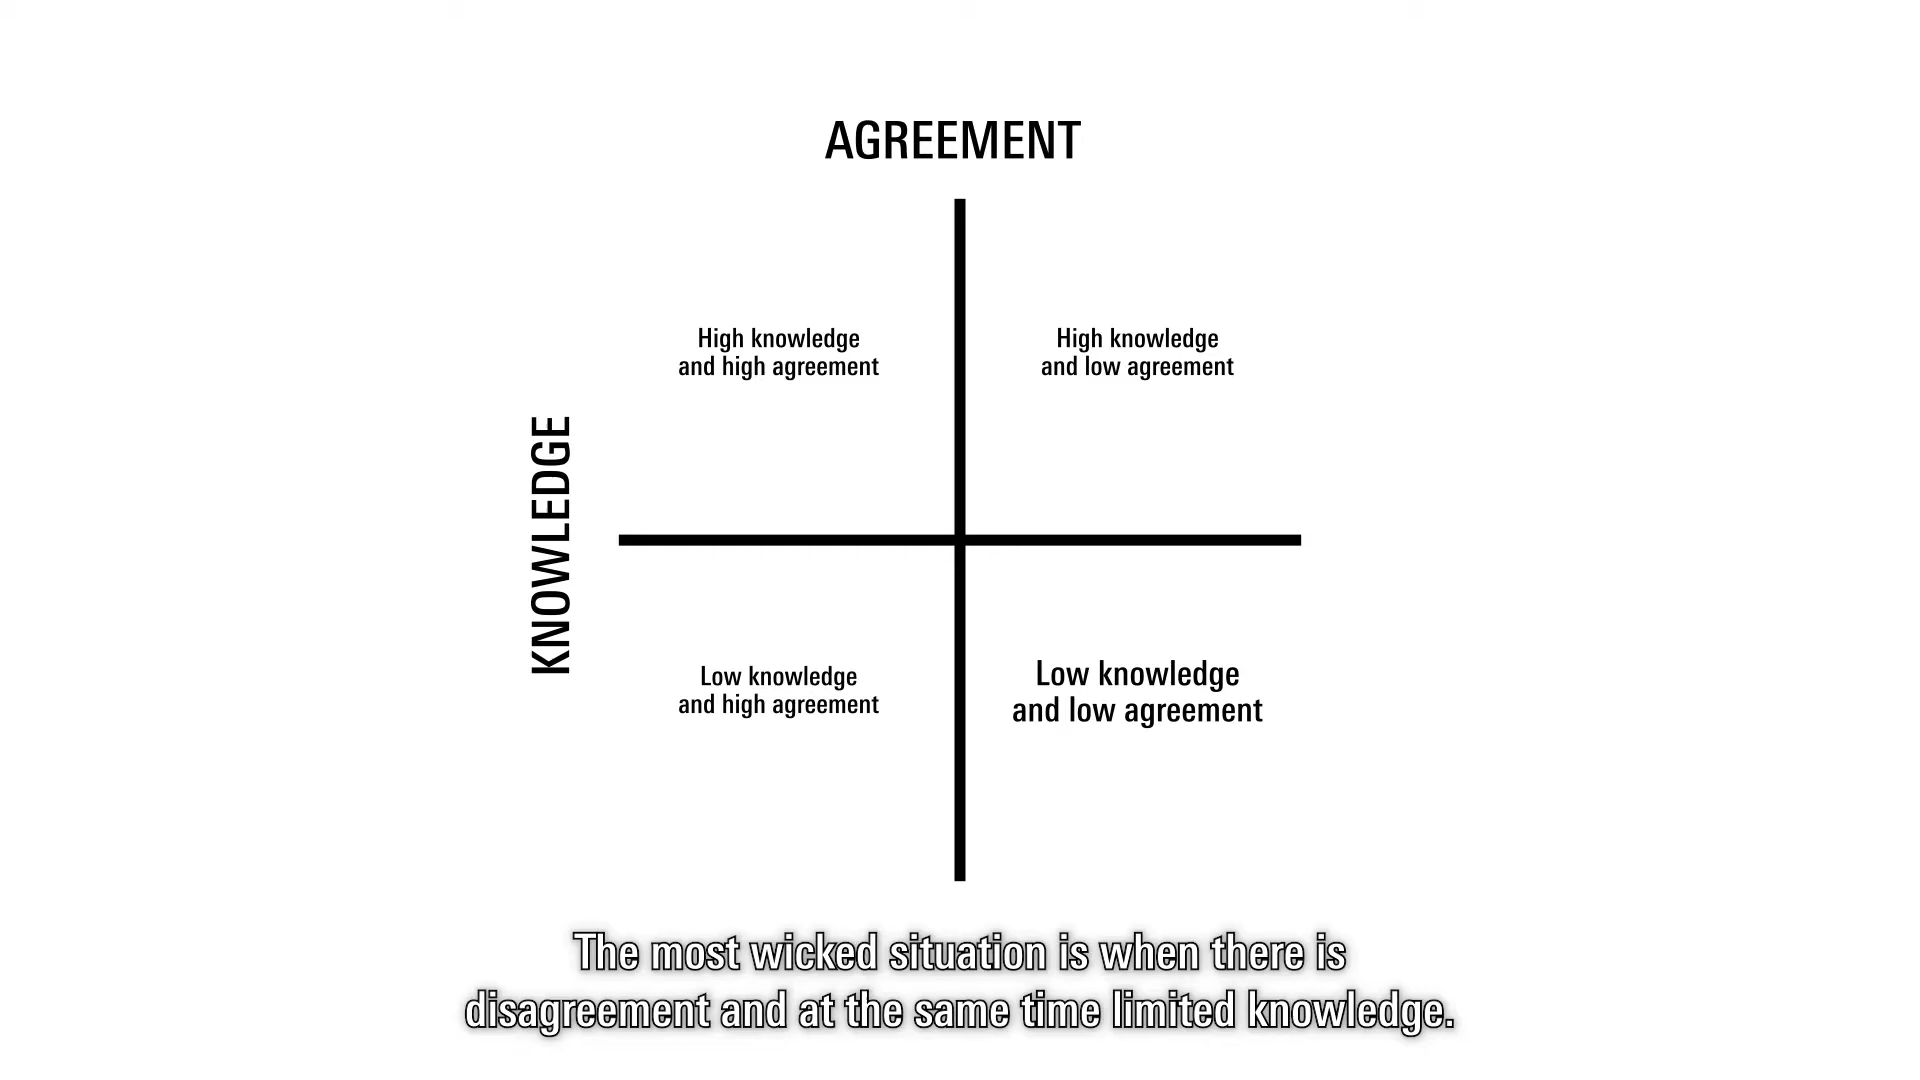 AGREEMENT
High knowledge
and high agreement
High knowledge
and low agreement
KNOWLEDGE
Low knowledge
and high agreement
Low knowledge
and low agreement
The most wicked situation is when there is
disagreement and at the same time limited knowledge.